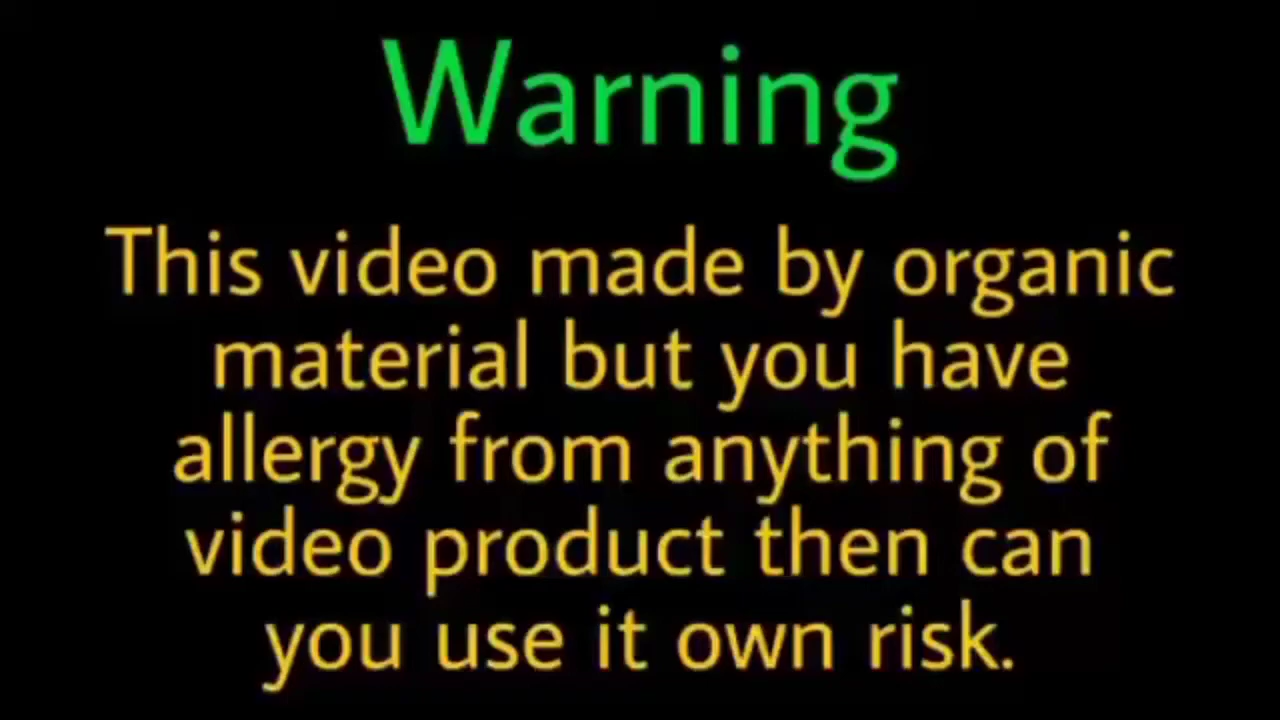 Warning
This video made by organic
material but you have
allergy from anything of
video product then can
you use it own risk.